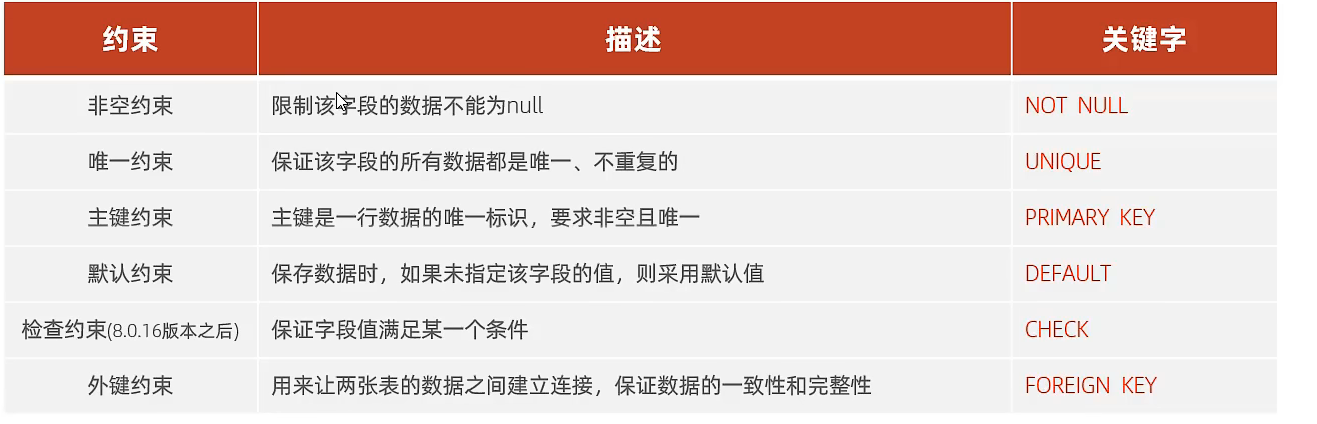 约束 描述 关键字
非空约束 限制该字段的数据不能为null NOT NULL
唯一约束 保证该字段的所有数据都是唯一、不重复的 UNIQUE
主键约束 主键是一行数据的唯一标识，要求非空且唯一 PRIMARY KEY
默认约束 保存数据时，如果未指定该字段的值，则采用默认值 DEFAULT
检查约束(8.0.16版本之后) 保证字段值满足某一个条件 CHECK
外键约束 用来让两张表的数据之间建立连接，保证数据的一致性和完整性 FOREIGN KEY